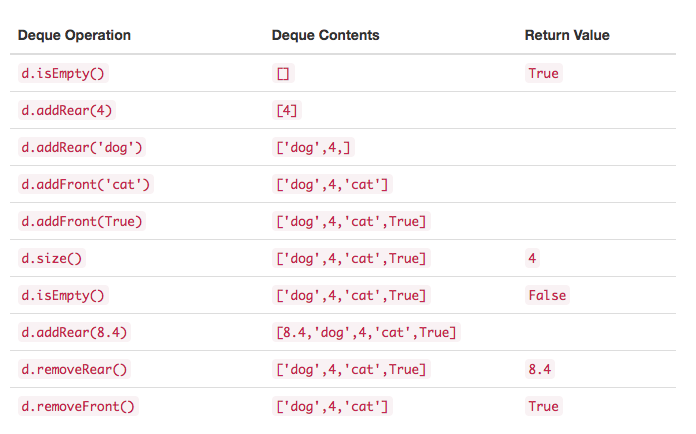 Deque Operation Deque Contents Return Value
d.isEmpty() [] True
d.addRear(4) [4]
d.addRear('dog') ['dog',4,]
d.addFront('cat') ['dog',4,'cat']
d.addFront(True) ['dog',4,'cat',True]
d.size() ['dog',4,'cat',True] 4
d.isEmpty() ['dog',4,'cat',True] False
d.addRear(8.4) [8.4,'dog',4,'cat',True]
d.removeRear() ['dog',4,'cat',True] 8.4
d.removeFront() ['dog',4,'cat'] True